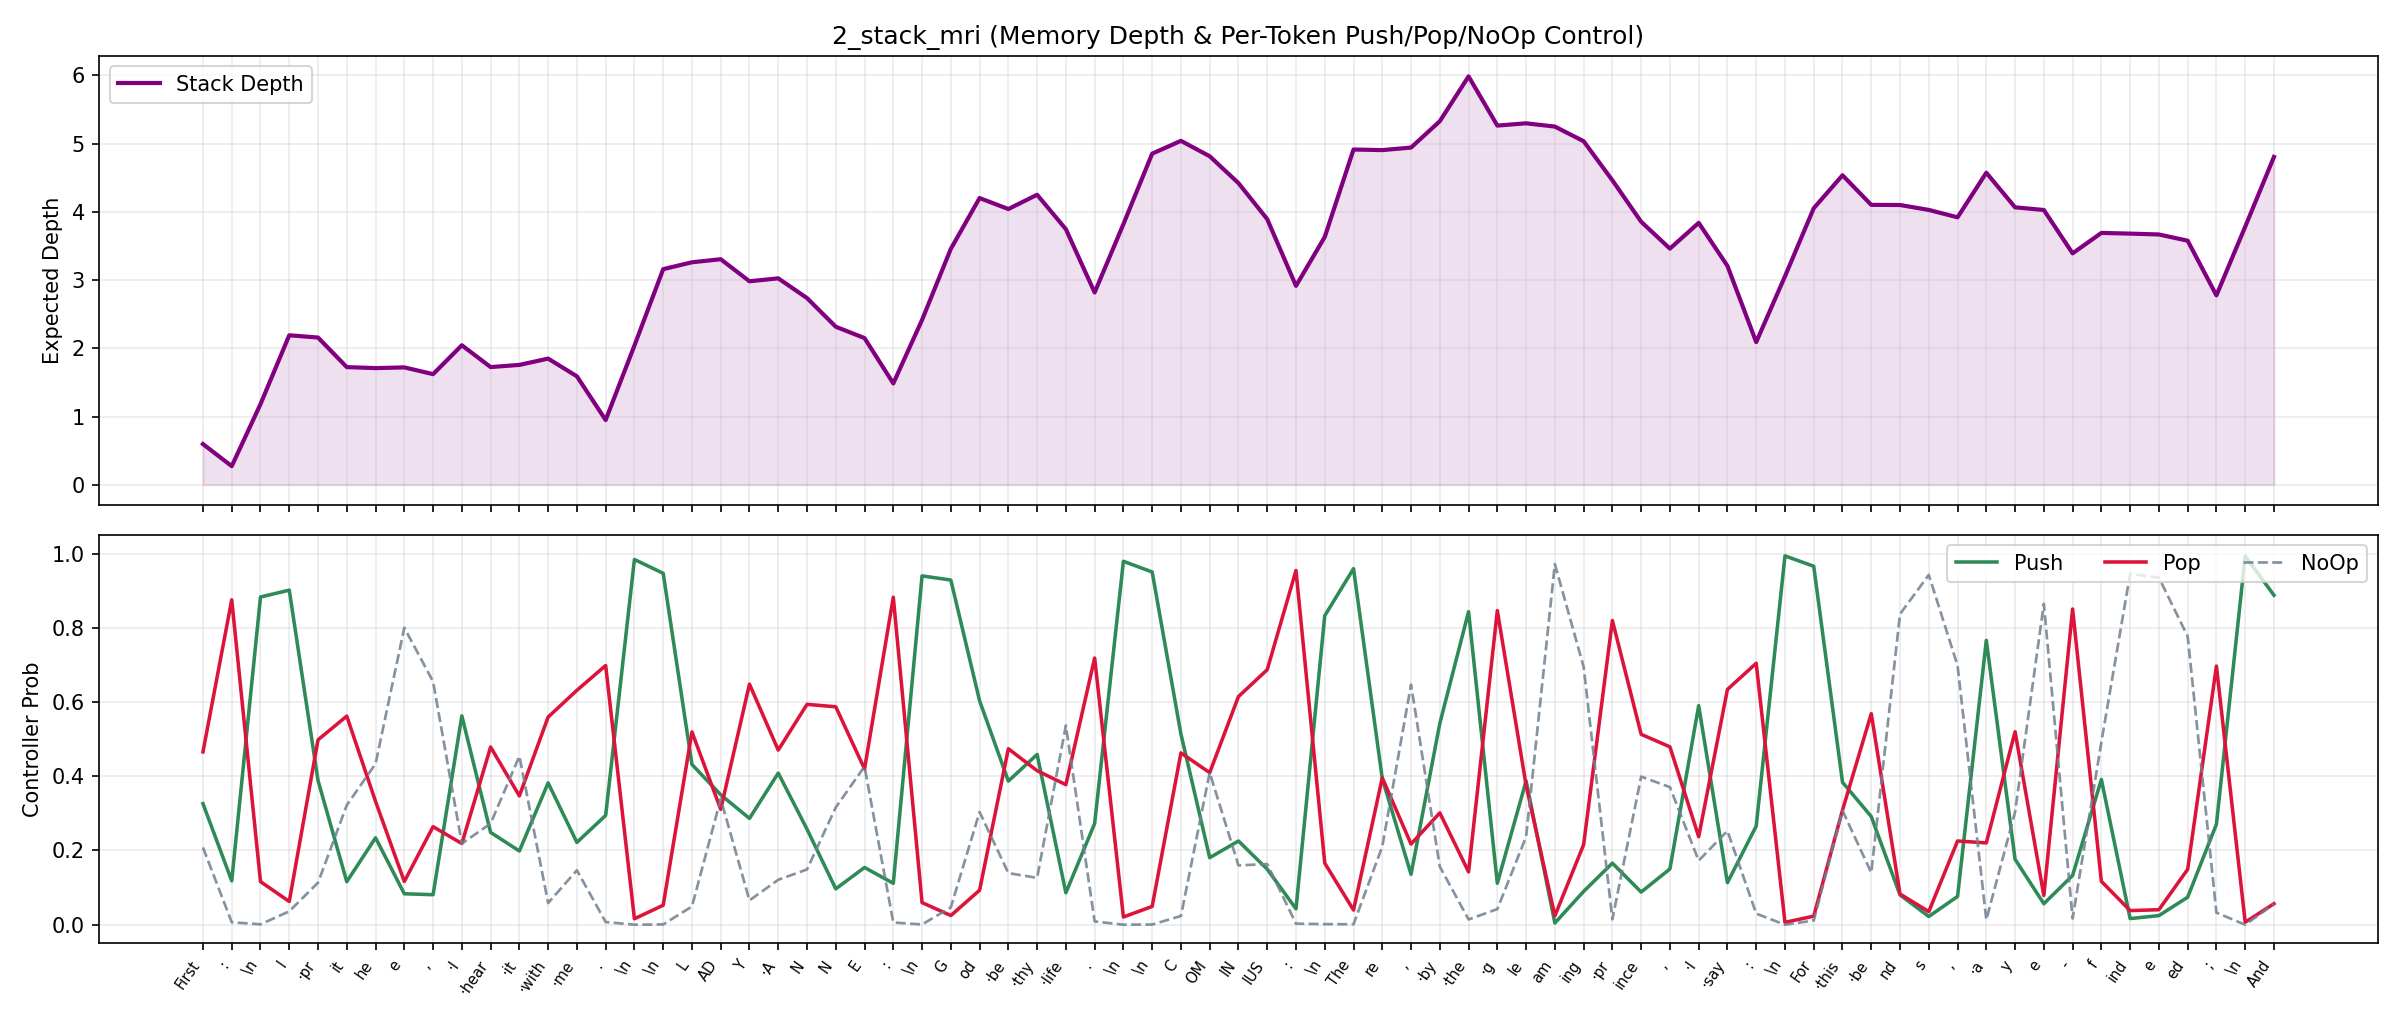 2_stack_mri (Memory Depth & Per-Token Push/Pop/NoOp Control)
Stack Depth
Expected Depth
6
5
4
3
2
1
0
Push Pop NoOp
Controller Prob
1.0
0.8
0.6
0.4
0.2
0.0
First : \n I ·pr it he e , ·I ·hear ·it ·with ·me . \n \n L AD Y ·A N N E : \n G od ·be ·thy ·life . \n \n C OM IN IUS : \n The re , ·by ·the ·g le am ing ·pr ince , ·I ·say : \n For ·this ·be nd s , ·a y e - f ind e ed ; \n And